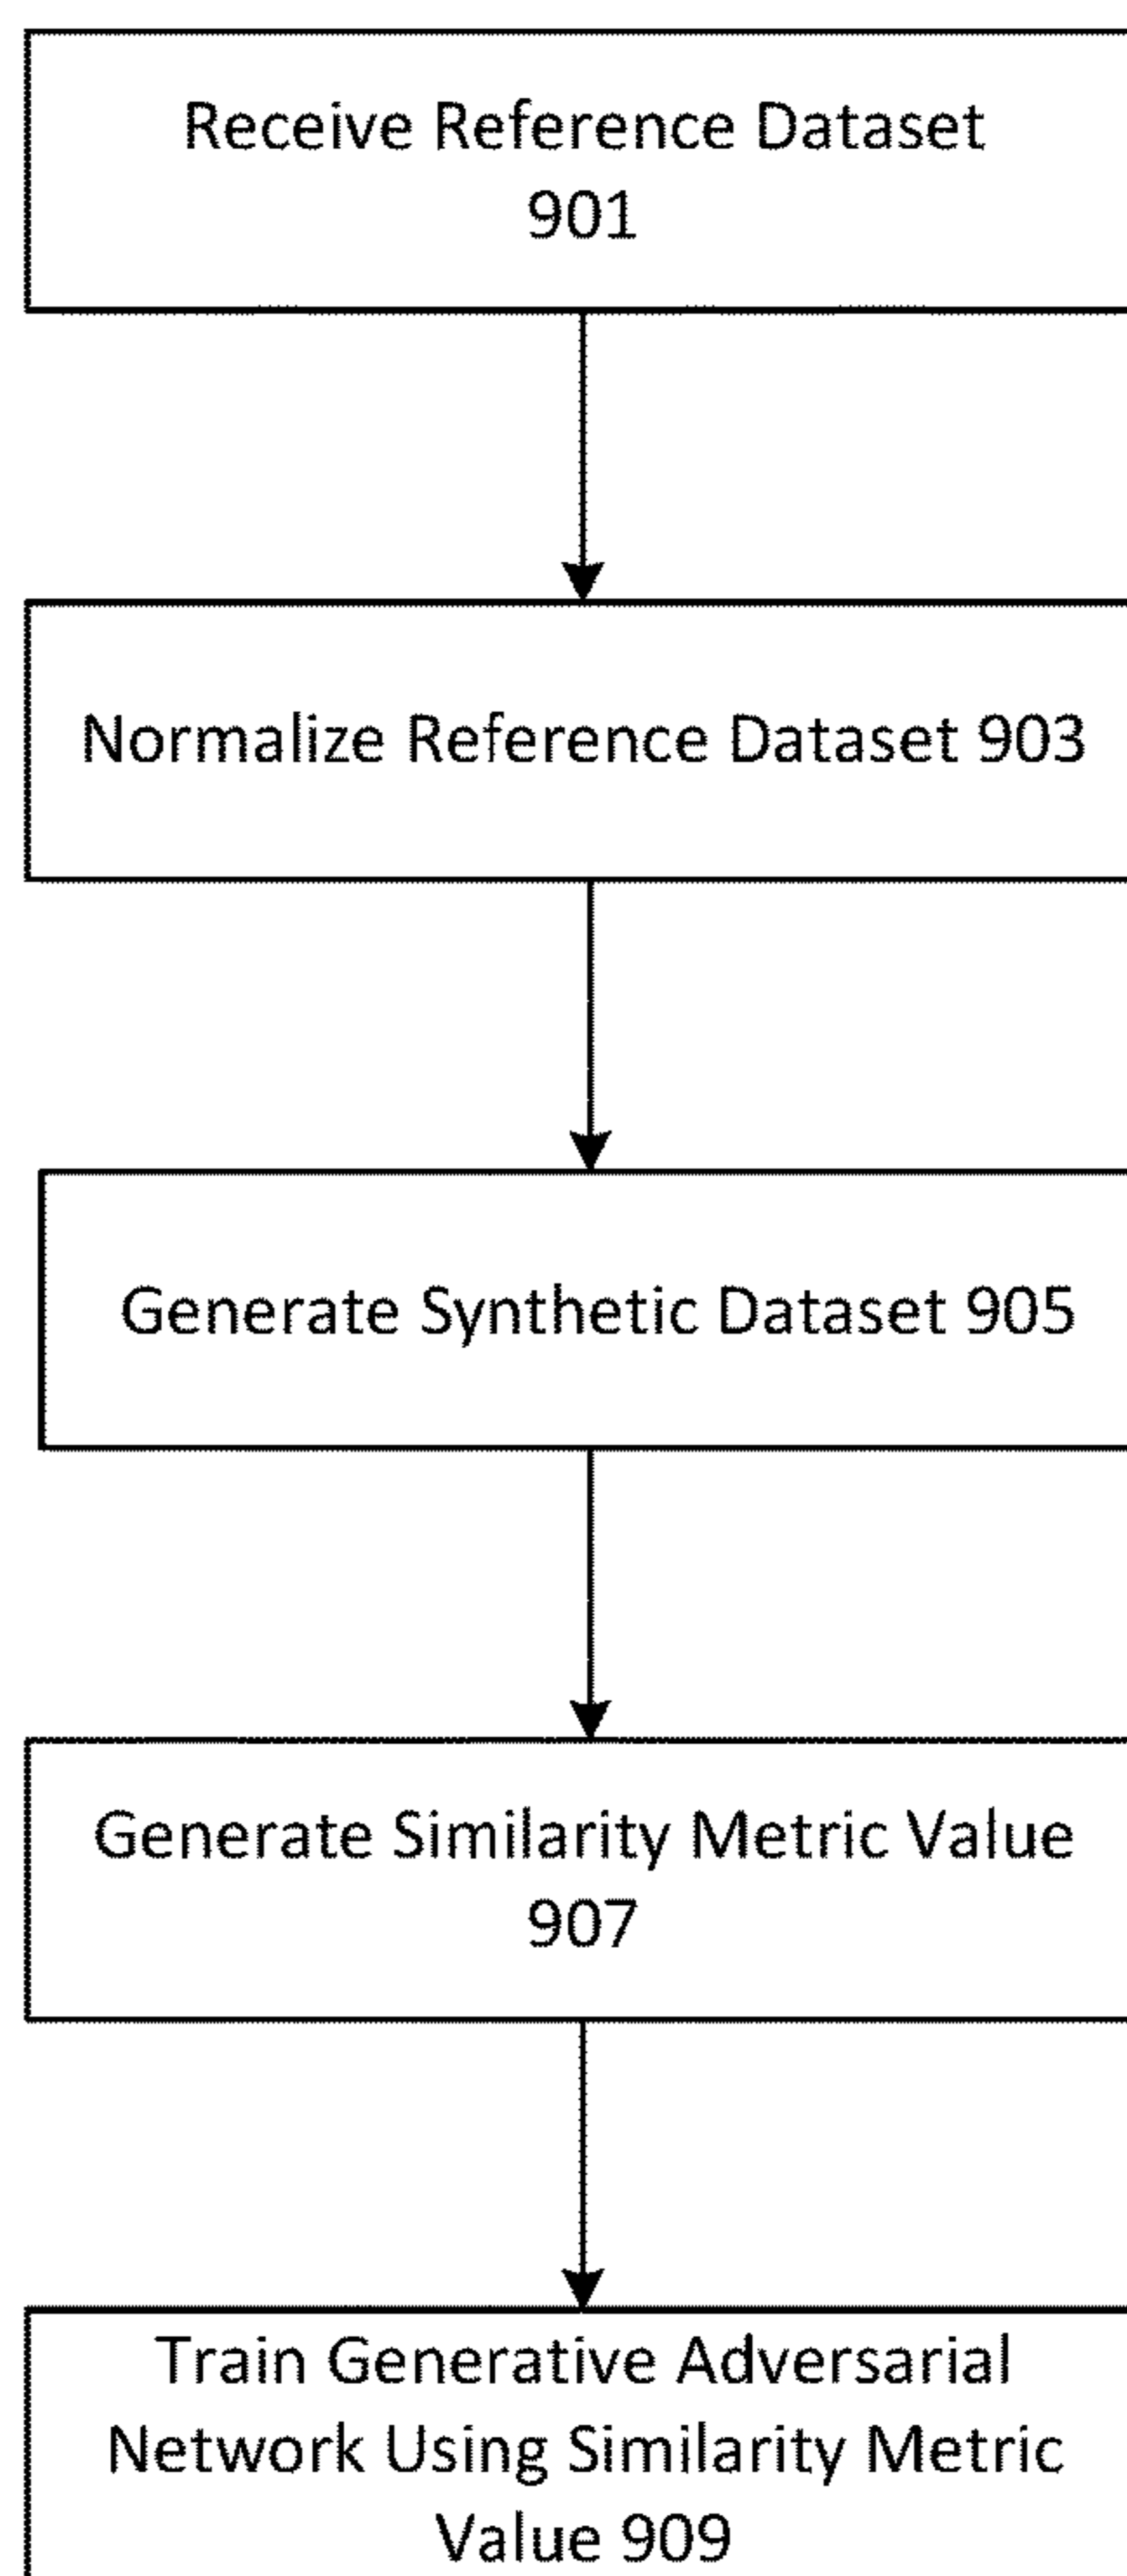 Receive Reference Dataset
901
Normalize Reference Dataset 903
Generate Synthetic Dataset 905
Generate Similarity Metric Value
907
Train Generative Adversarial
Network Using Similarity Metric
Value 909